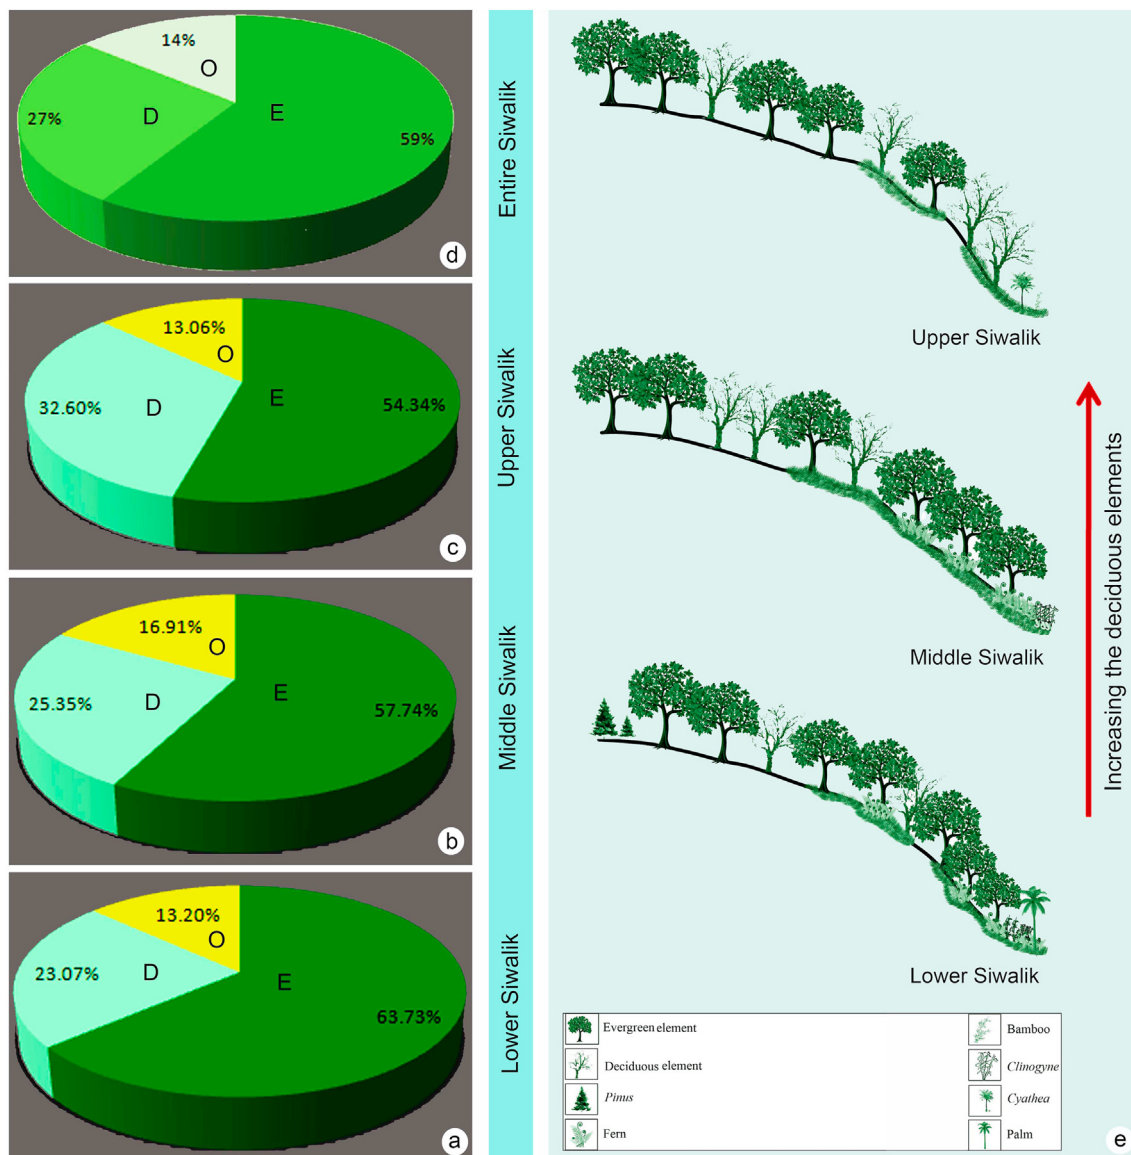 14%
O
27%
D
E
59%
d
Entire Siwalik
13.06%
O
32.60%
D
E
54.34%
c
Upper Siwalik
16.91%
O
25.35%
D
E
57.74%
b
Middle Siwalik
13.20%
O
23.07%
D
E
63.73%
a
Lower Siwalik
Upper Siwalik
Middle Siwalik
Lower Siwalik
Increasing the deciduous elements
Evergreen element
Deciduous element
Pinus
Fern
Bamboo
Clinogyne
Cyathea
Palm
e